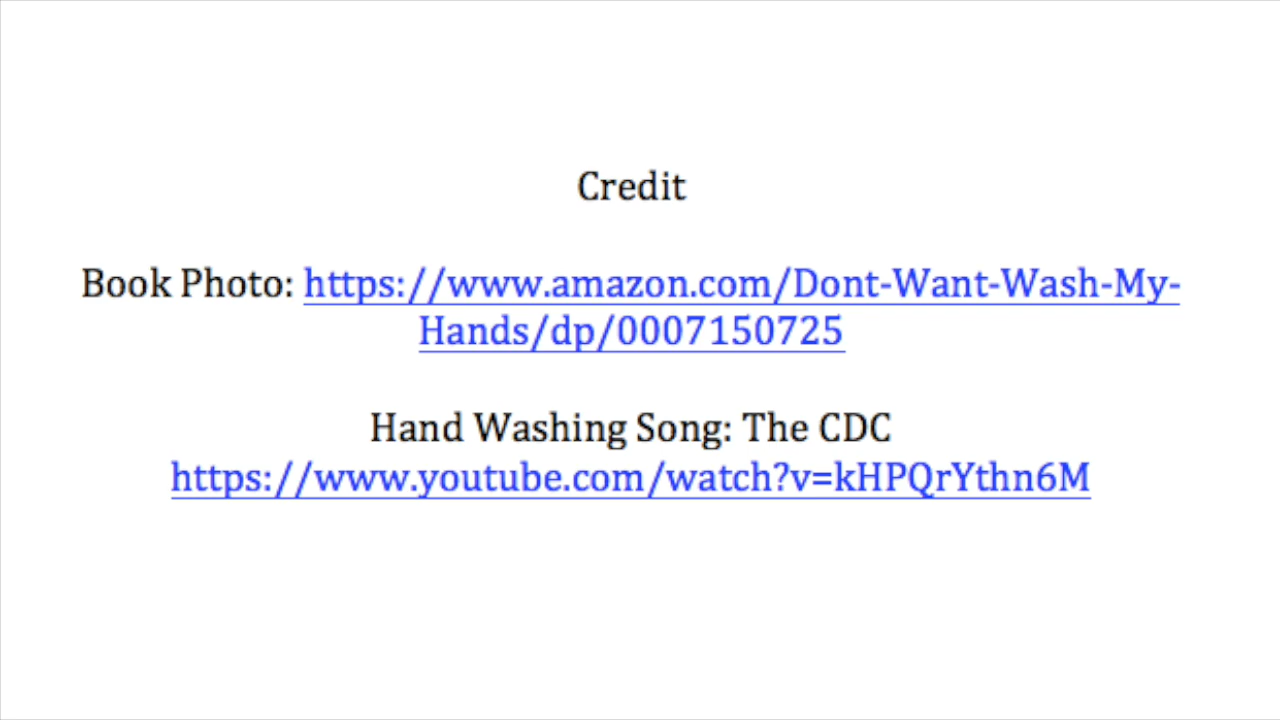 Credit
Book Photo: https://www.amazon.com/Dont-Want-Wash-My-
Hands/dp/0007150725
Hand Washing Song: The CDC
https://www.youtube.com/watch?v=kHPQrYthn6M